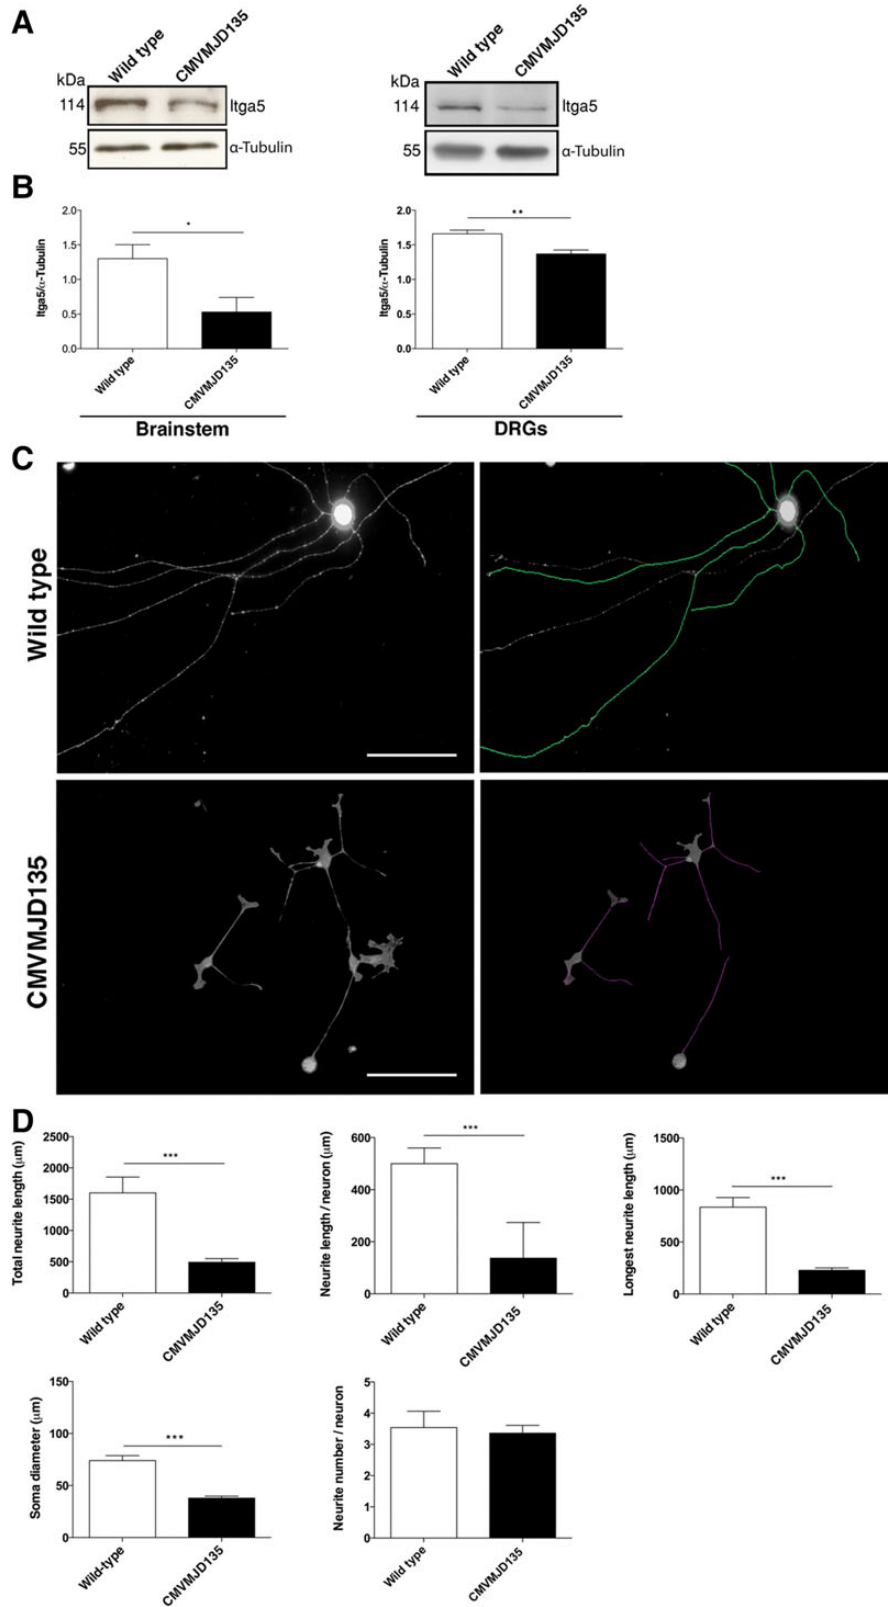 A
Wild type
CMVMJD135
kDa
114
Itga5
55
α-Tubulin
Wild type
CMVMJD135
kDa
114
Itga5
55
α-Tubulin
B
Itga5/α-Tubulin
2.0
1.5
1.0
0.5
0.0
*
Wild type
CMVMJD135
Brainstem
Itga5/α-Tubulin
2.0
1.5
1.0
0.5
0.0
**
Wild type
CMVMJD135
DRGs
C
Wild type
CMVMJD135
D
Total neurite length (μm)
2500
2000
1500
1000
500
0
***
Wild type
CMVMJD135
Neurite length / neuron (μm)
600
400
200
0
***
Wild type
CMVMJD135
Longest neurite length (μm)
1500
1000
500
0
***
Wild type
CMVMJD135
Soma diameter (μm)
150
100
50
0
***
Wild-type
CMVMJD135
Neurite number / neuron
5
4
3
2
1
0
Wild type
CMVMJD135